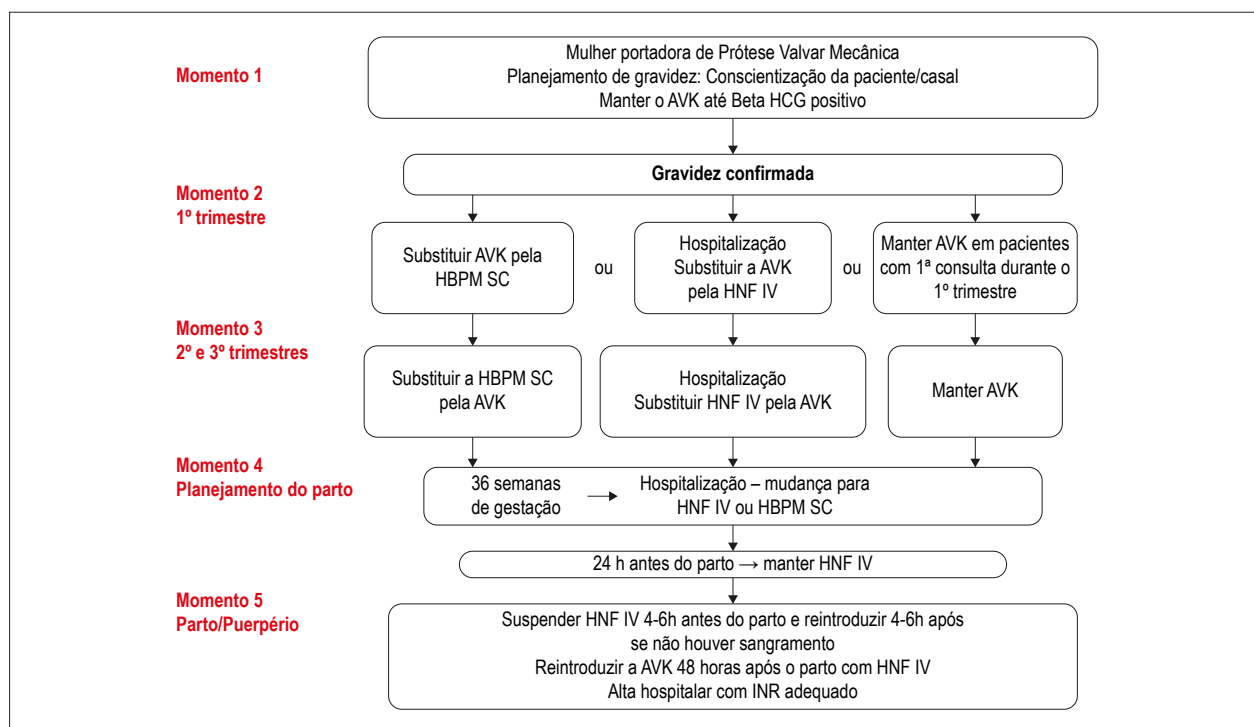 Momento 1
Mulher portadora de Prótese Valvar Mecânica
Planejamento de gravidez: Conscientização da paciente/casal
Manter o AVK até Beta HCG positivo
Gravidez confirmada
Momento 2
1º trimestre
Substituir AVK pela
HBPM SC
ou
Hospitalização
Substituir a AVK
pela HNF IV
ou
Manter AVK em pacientes
com 1ª consulta durante o
1º trimestre
Momento 3
2º e 3º trimestres
Substituir a HBPM SC
pela AVK
Hospitalização
Substituir HNF IV pela AVK
Manter AVK
Momento 4
Planejamento do parto
36 semanas
de gestação
→
Hospitalização – mudança para
HNF IV ou HBPM SC
24 h antes do parto → manter HNF IV
Momento 5
Parto/Puerpério
Suspender HNF IV 4-6h antes do parto e reintroduzir 4-6h após
se não houver sangramento
Reintroduzir a AVK 48 horas após o parto com HNF IV
Alta hospitalar com INR adequado